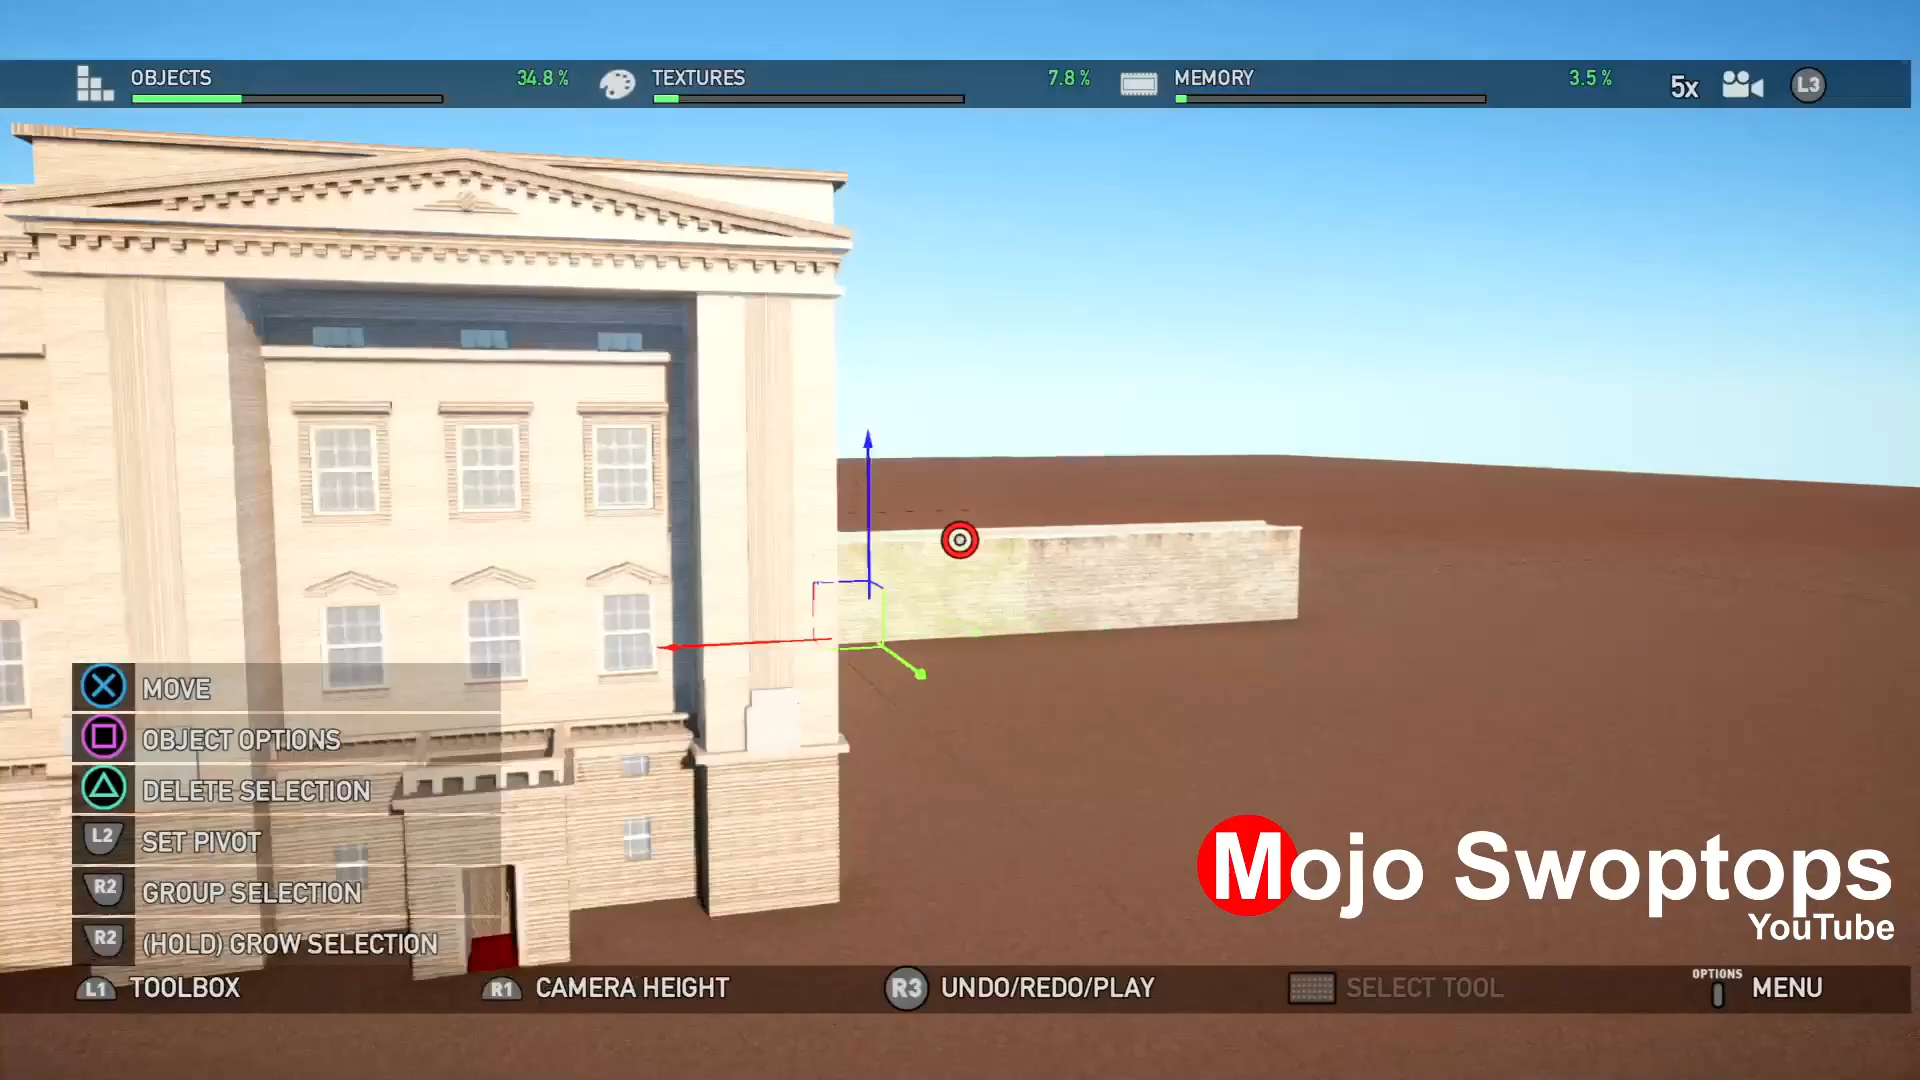 OBJECTS 34.8 % TEXTURES 7.8 % MEMORY 3.5 % 5x L3
MOVE
OBJECT OPTIONS
DELETE SELECTION
L2 SET PIVOT
R2 GROUP SELECTION
R2 (HOLD) GROW SELECTION
L1 TOOLBOX R1 CAMERA HEIGHT R3 UNDO/REDO/PLAY SELECT TOOL OPTIONS MENU
Mojo Swoptops
YouTube